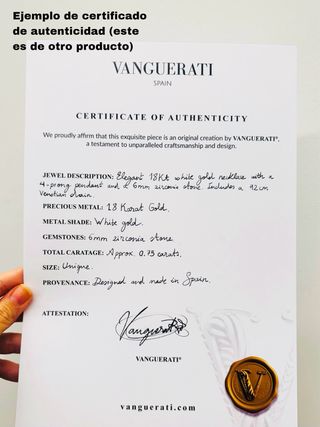 Ejemplo de certificado
de autenticidad (este
es de otro producto)
VANGUERATI
SPAIN
CERTIFICATE OF AUTHENTICITY
We proudly affirm that this exquisite piece is an original creation by VANGUERATI®,
a testament to unparalleled craftsmanship and design.
JEWEL DESCRIPTION: Elegant 18Kt white gold necklace with a
4-prong pendant and a 6mm zirconia stone. Includes a 42cm
Venetian chain.
PRECIOUS METAL: 18 Karat Gold.
METAL SHADE: White gold.
GEMSTONES: 6mm zirconia stone.
TOTAL CARATAGE: Approx. 0.75 carats.
SIZE: Unique.
PROVENANCE: Designed and made in Spain.
ATTESTATION:
Vanguerati
VANGUERATI®
V
vanguerati.com